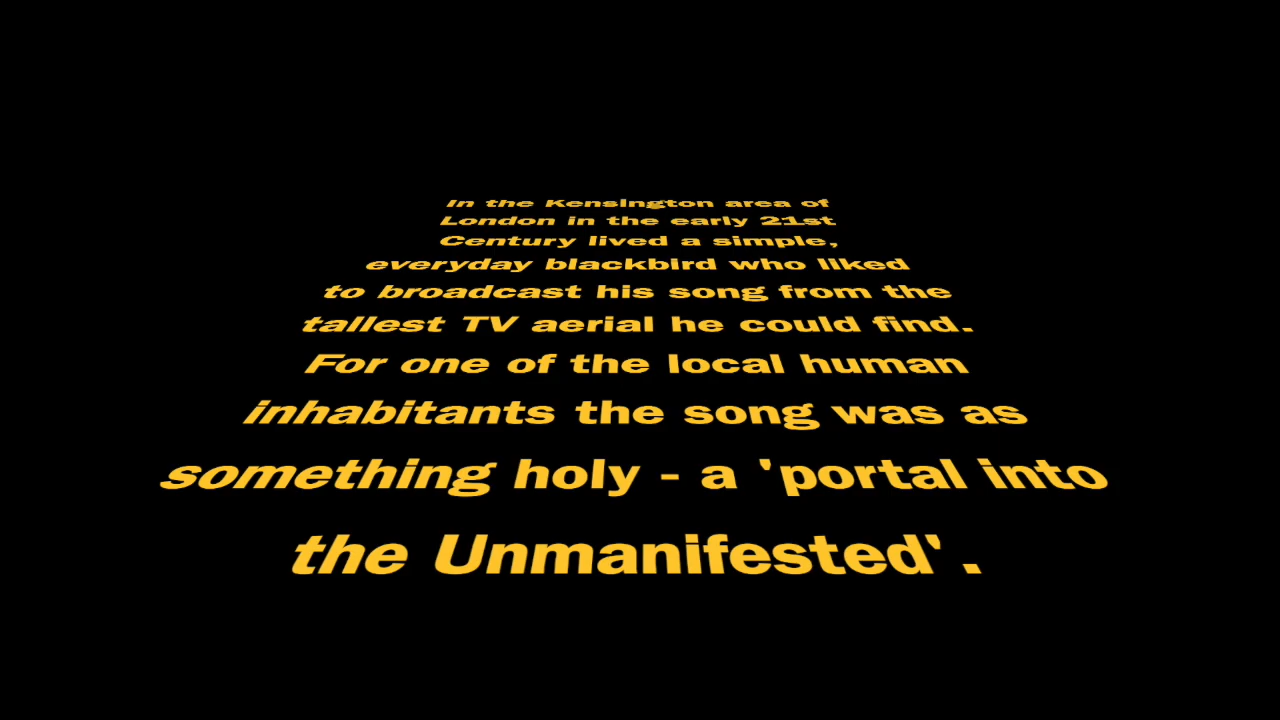 In the Kensington area of
London in the early 21st
Century lived a simple,
everyday blackbird who liked
to broadcast his song from the
tallest TV aerial he could find.
For one of the local human
inhabitants the song was as
something holy - a 'portal into
the Unmanifested' .